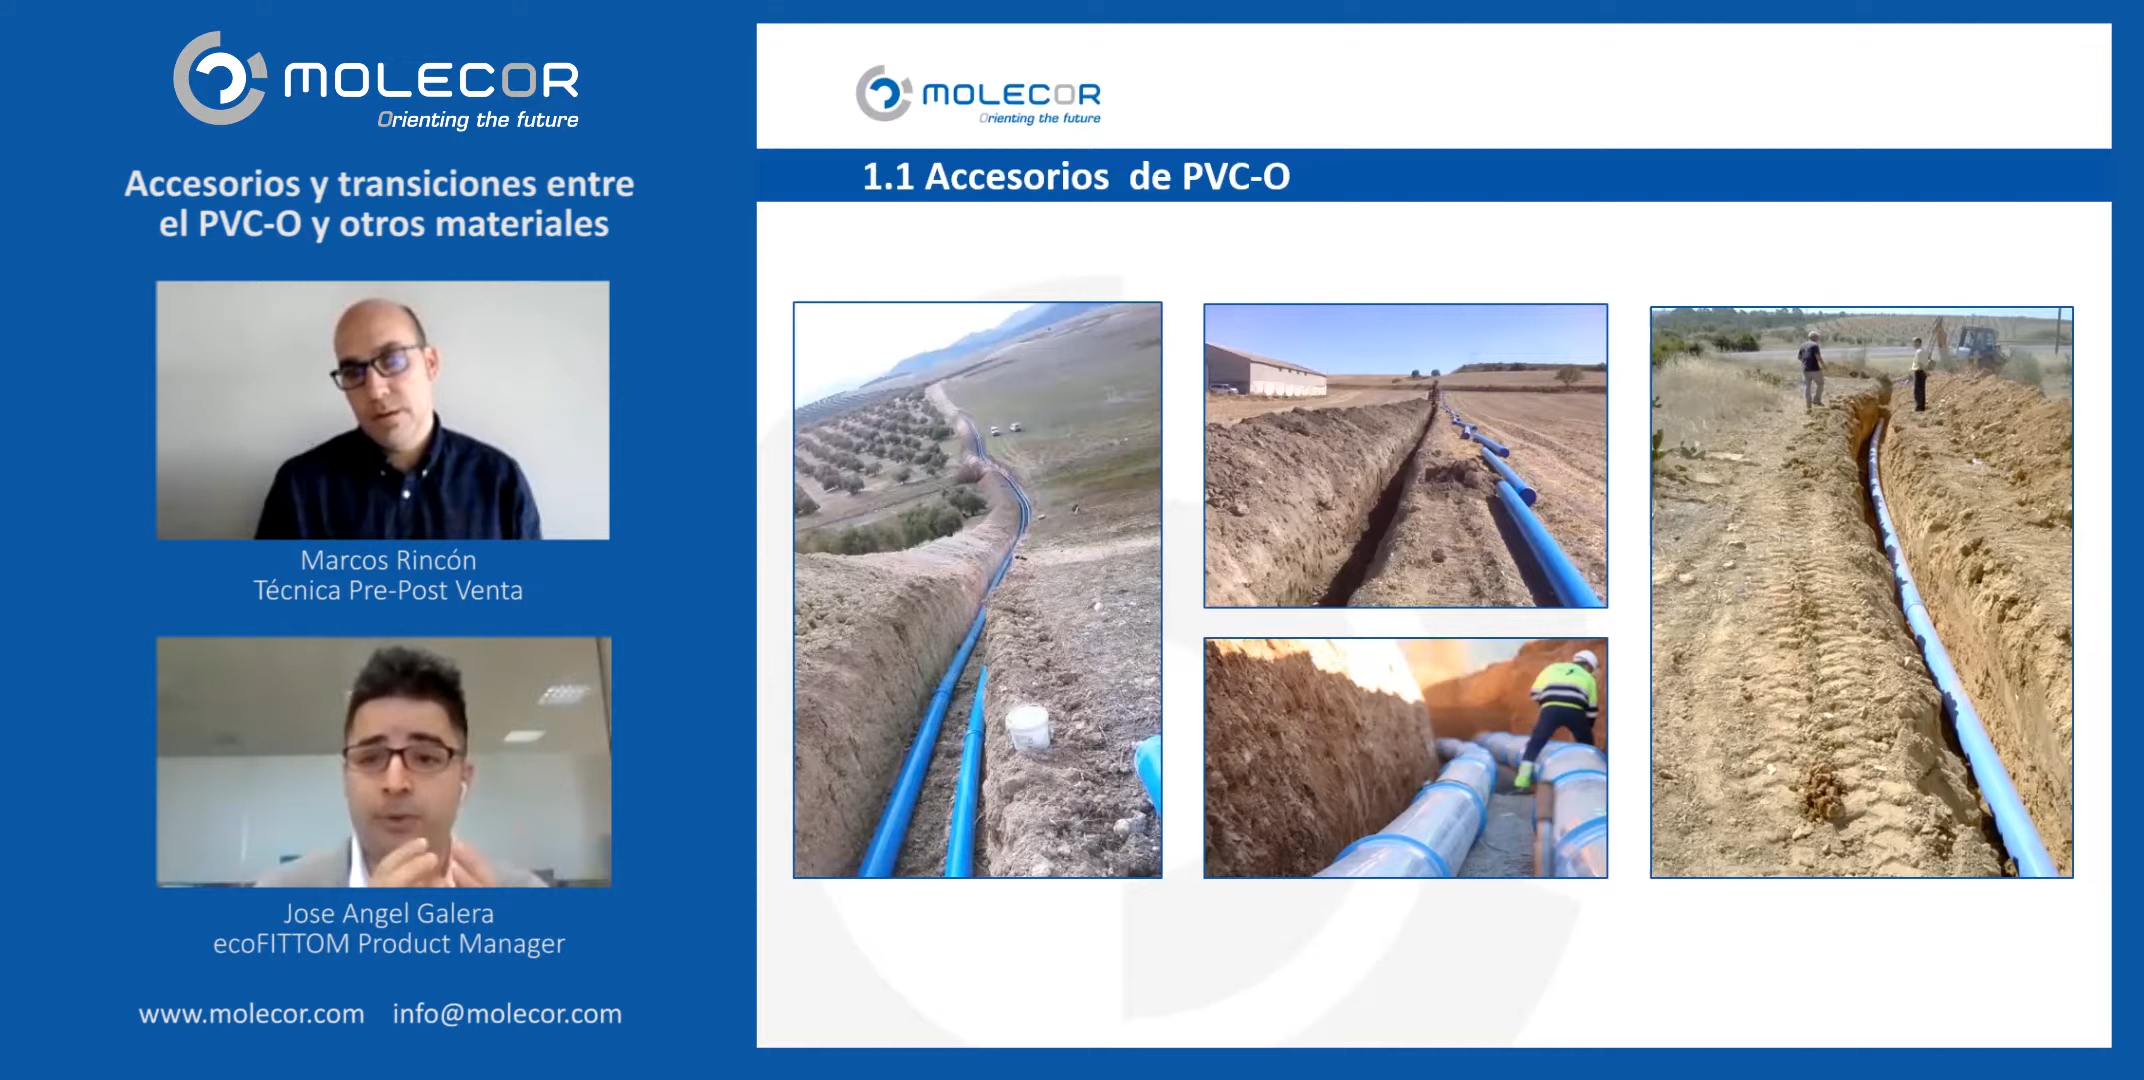 MOLECOR
Orienting the future
Accesorios y transiciones entre
el PVC-O y otros materiales
Marcos Rincón
Técnica Pre-Post Venta
Jose Angel Galera
ecoFITTOM Product Manager
www.molecor.com info@molecor.com
MOLECOR
Orienting the future
1.1 Accesorios de PVC-O